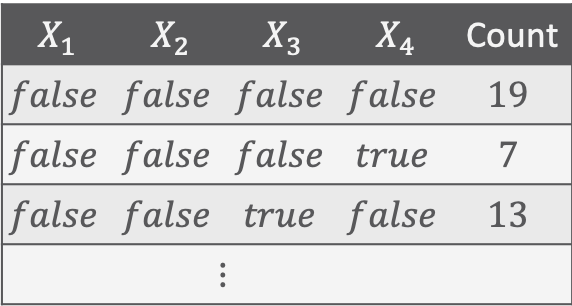 X₁ X₂ X₃ X₄ Count
false false false false 19
false false false true 7
false false true false 13
⋮